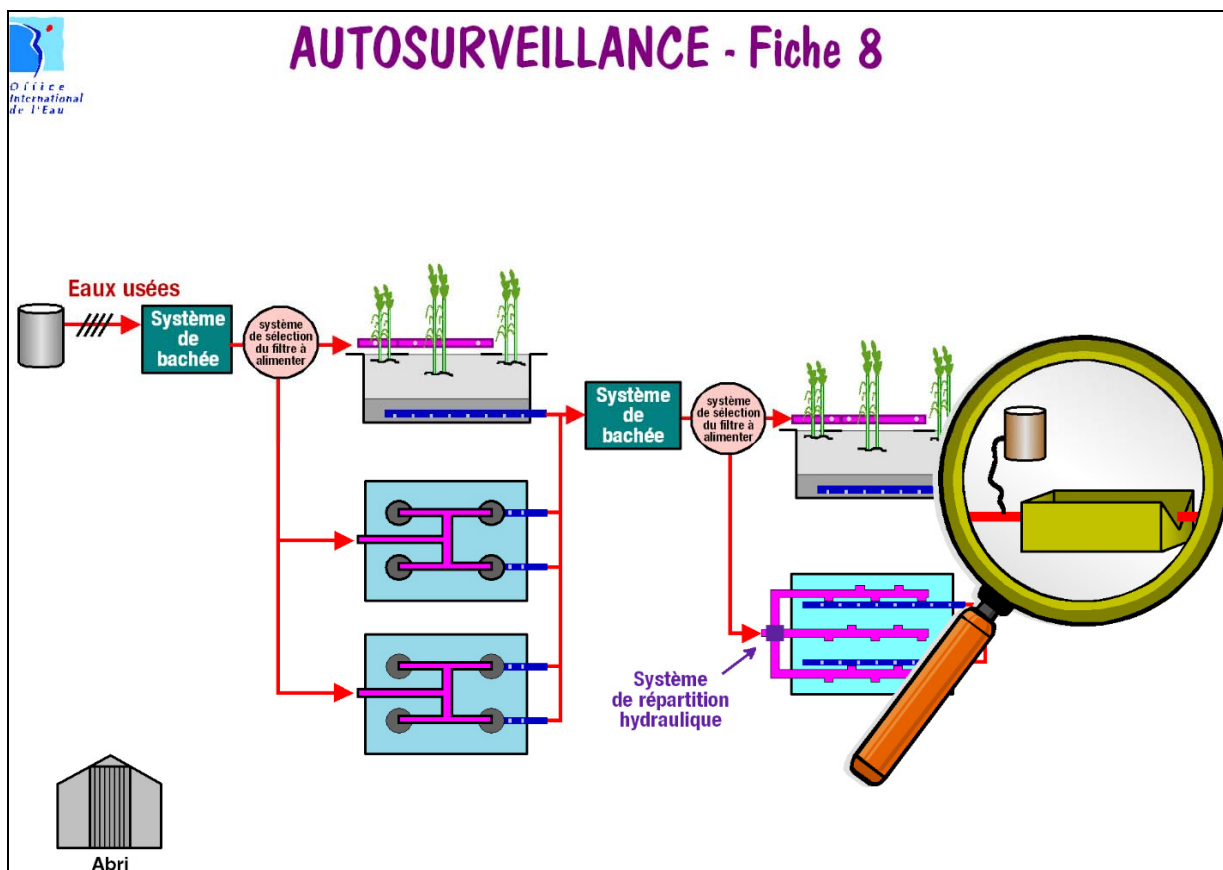 AUTOSURVEILLANCE - Fiche 8
Office
International
de l'Eau
Eaux usées
Système
de
bachée
système
de sélection
du filtre à
alimenter
Système
de
bachée
système
de sélection
du filtre à
alimenter
Système
de répartition
hydraulique
Abri